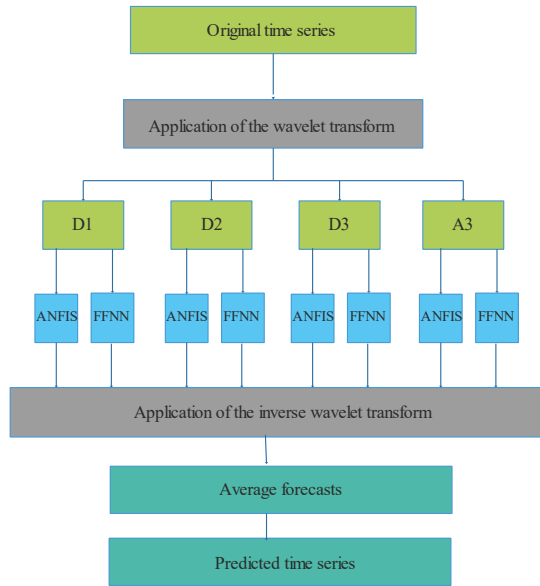 Original time series
Application of the wavelet transform
D1 D2 D3 A3
ANFIS FFNN ANFIS FFNN ANFIS FFNN ANFIS FFNN
Application of the inverse wavelet transform
Average forecasts
Predicted time series